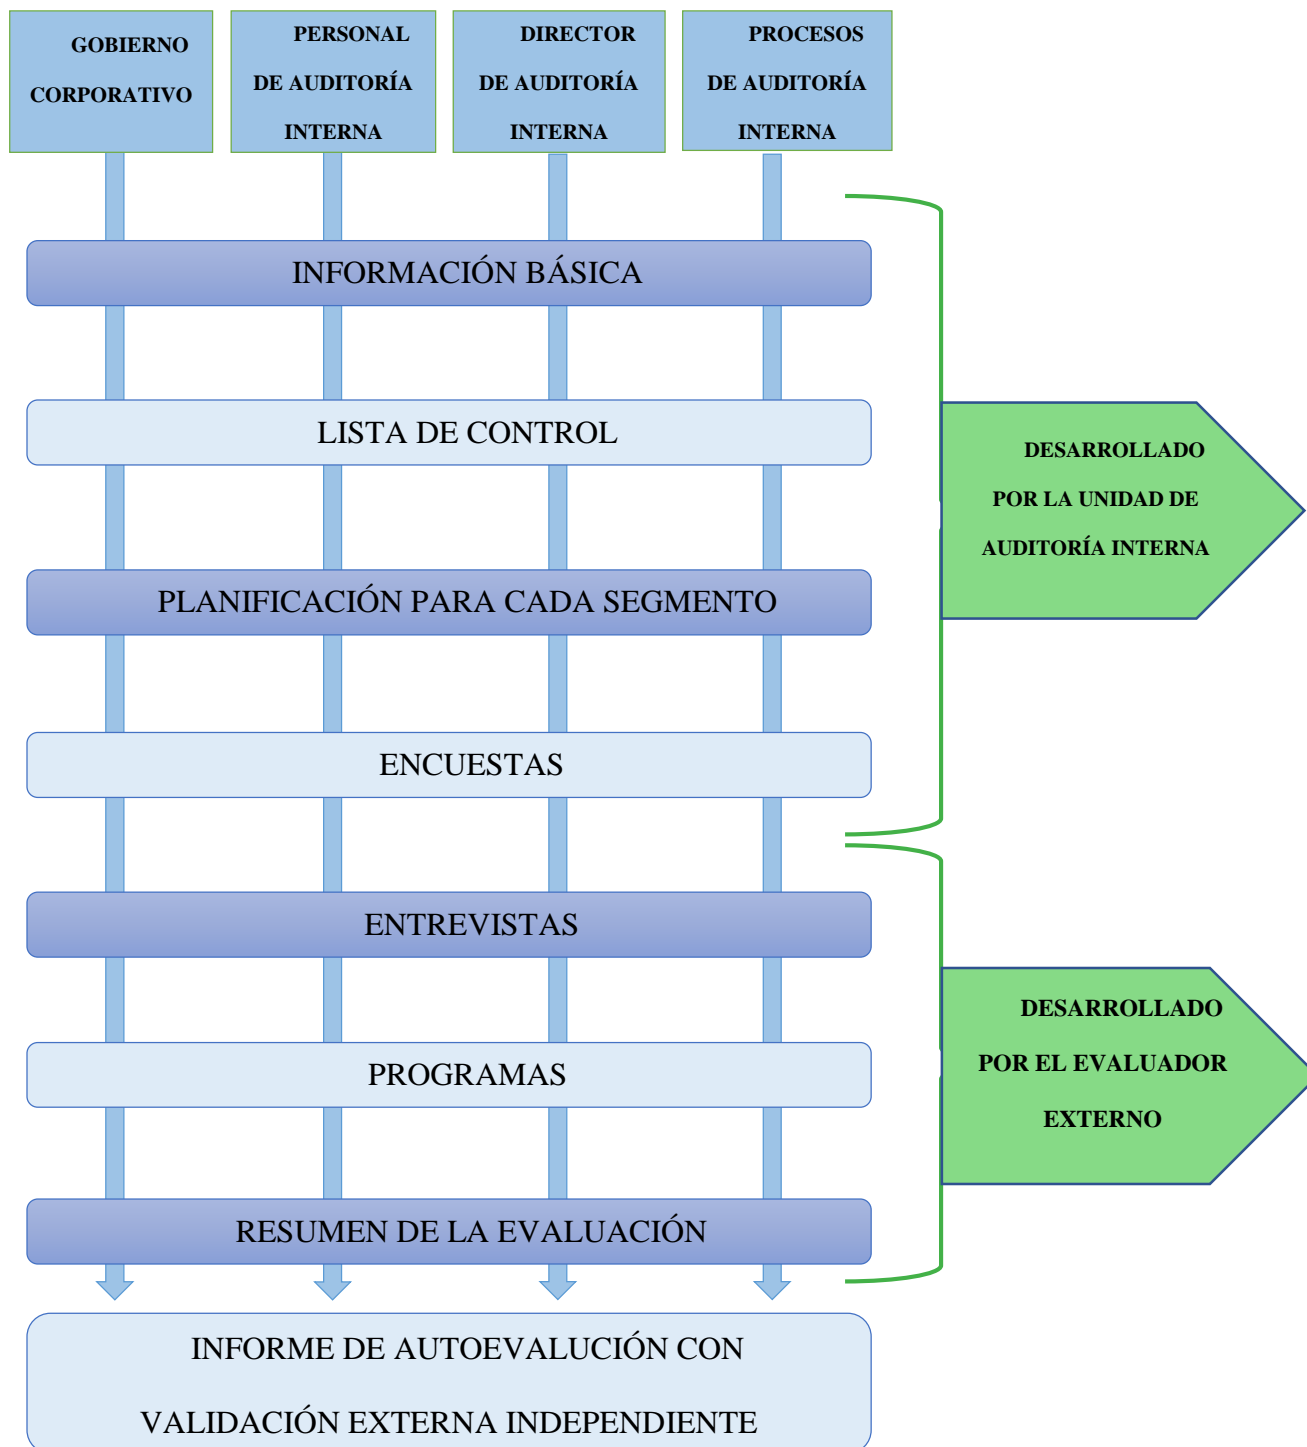 GOBIERNO
CORPORATIVO
PERSONAL
DE AUDITORÍA
INTERNA
DIRECTOR
DE AUDITORÍA
INTERNA
PROCESOS
DE AUDITORÍA
INTERNA
INFORMACIÓN BÁSICA
LISTA DE CONTROL
PLANIFICACIÓN PARA CADA SEGMENTO
ENCUESTAS
DESARROLLADO
POR LA UNIDAD DE
AUDITORÍA INTERNA
ENTREVISTAS
PROGRAMAS
RESUMEN DE LA EVALUACIÓN
DESARROLLADO
POR EL EVALUADOR
EXTERNO
INFORME DE AUTOEVALUCIÓN CON
VALIDACIÓN EXTERNA INDEPENDIENTE